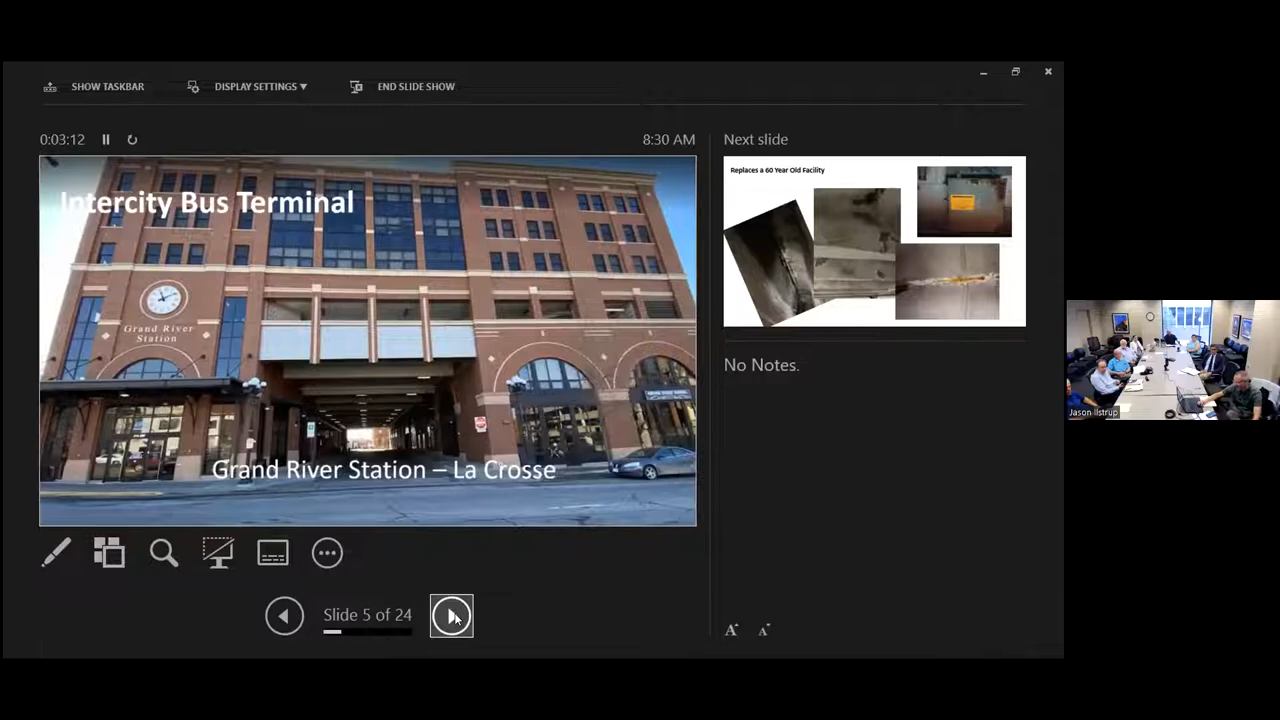 SHOW TASKBAR
DISPLAY SETTINGS ▼
END SLIDE SHOW
0:03:12
8:30 AM
Next slide
Intercity Bus Terminal
Grand River
Station
Grand River Station – La Crosse
Replaces a 60 Year Old Facility
No Notes.
Slide 5 of 24
A
A
Jason Ilstrup